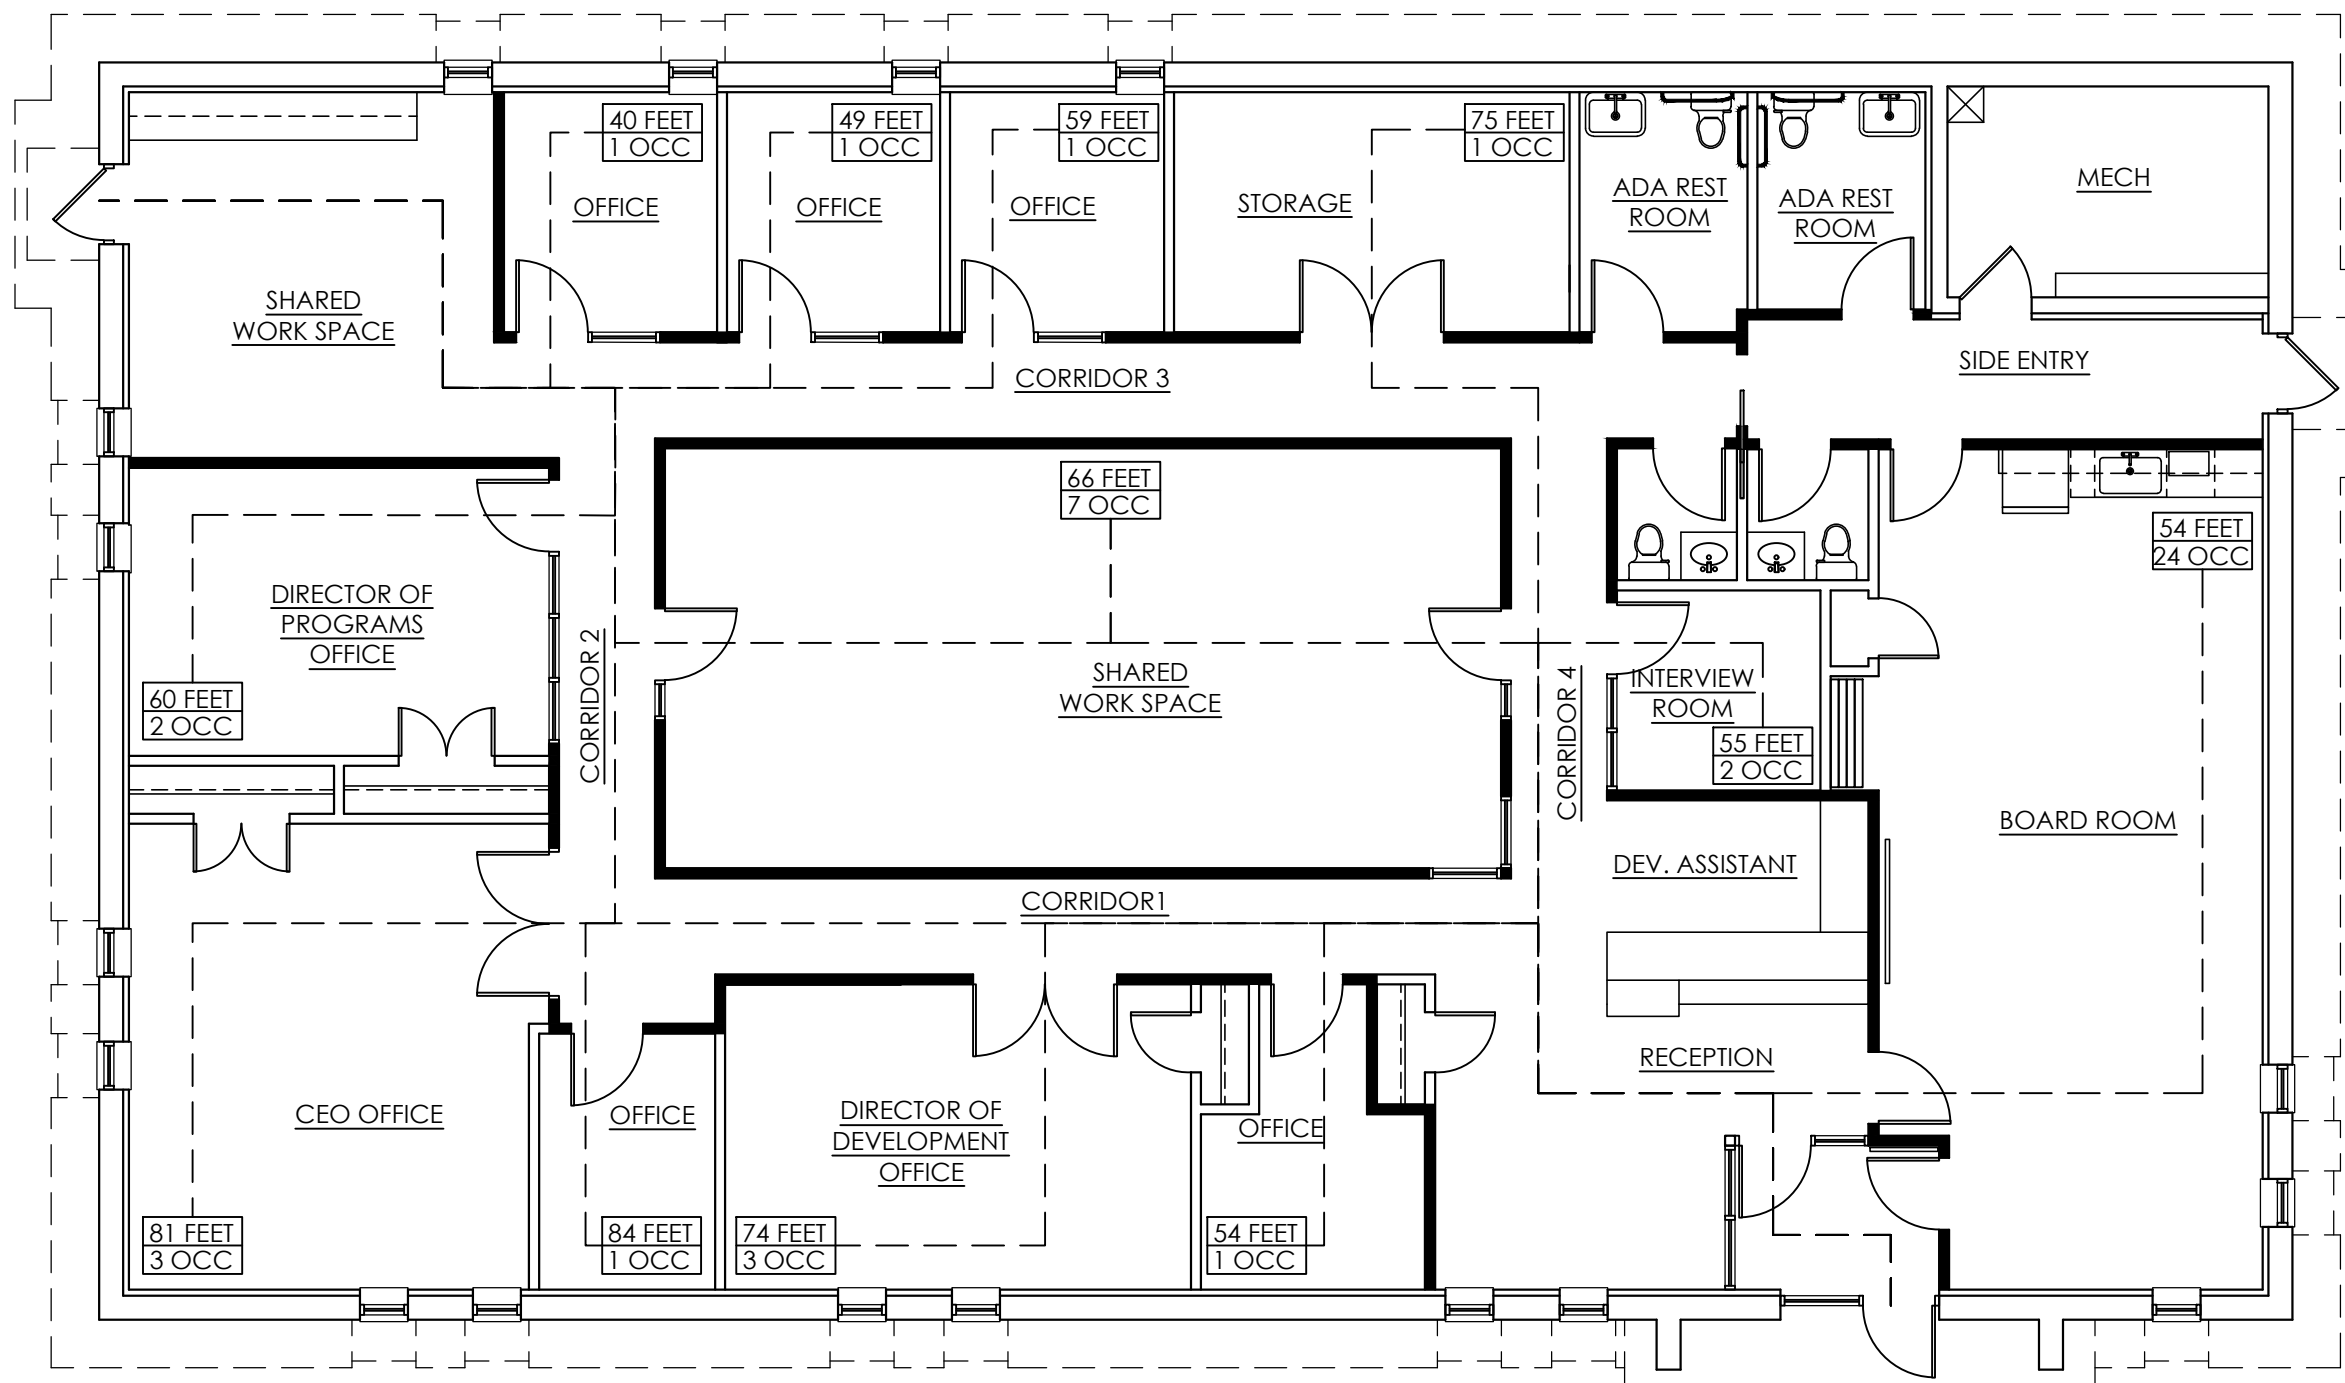 40 FEET
1 OCC
49 FEET
1 OCC
59 FEET
1 OCC
75 FEET
1 OCC
OFFICE
OFFICE
OFFICE
STORAGE
ADA REST
ROOM
ADA REST
ROOM
MECH
SHARED
WORK SPACE
CORRIDOR 3
SIDE ENTRY
66 FEET
7 OCC
54 FEET
24 OCC
DIRECTOR OF
PROGRAMS
OFFICE
60 FEET
2 OCC
CORRIDOR 2
SHARED
WORK SPACE
CORRIDOR 4
INTERVIEW
ROOM
55 FEET
2 OCC
BOARD ROOM
DEV. ASSISTANT
CORRIDOR1
RECEPTION
CEO OFFICE
OFFICE
DIRECTOR OF
DEVELOPMENT
OFFICE
OFFICE
81 FEET
3 OCC
84 FEET
1 OCC
74 FEET
3 OCC
54 FEET
1 OCC